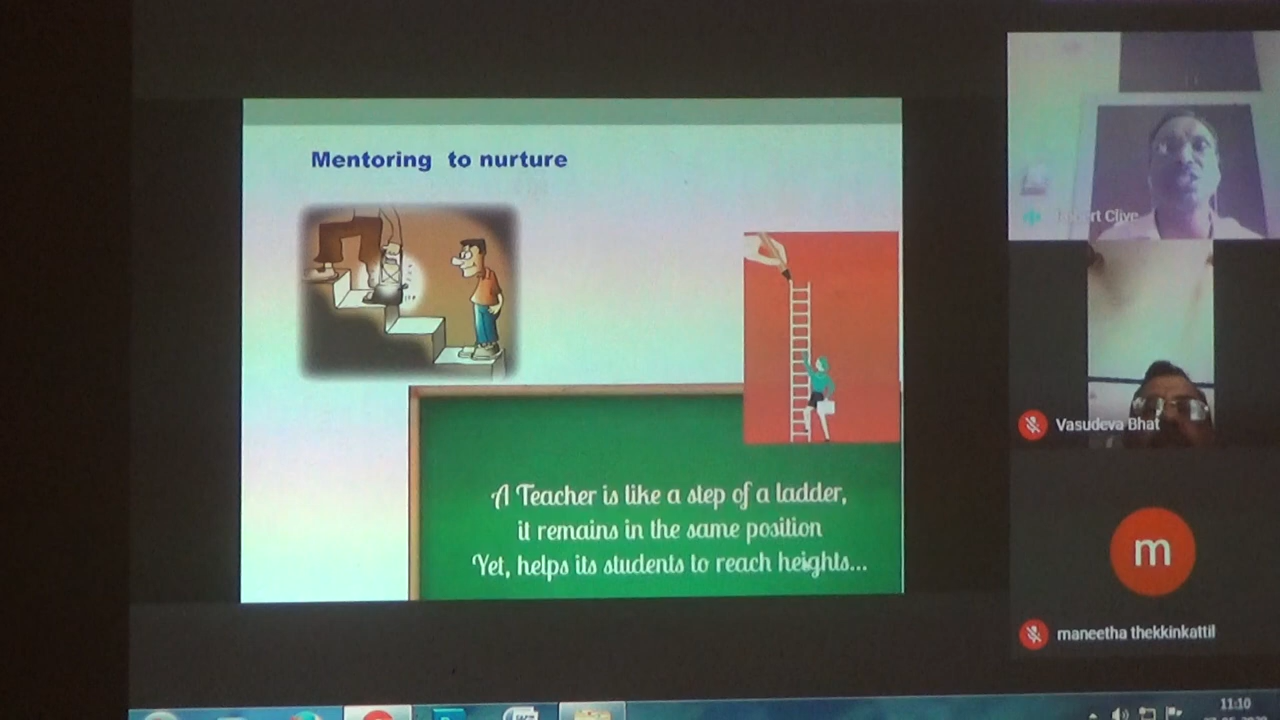 Mentoring to nurture
A Teacher is like a step of a ladder,
it remains in the same position
Yet, helps its students to reach heights...
Clive
Vasudeva Bhat
m
maneetha thekkinkattil
11:10